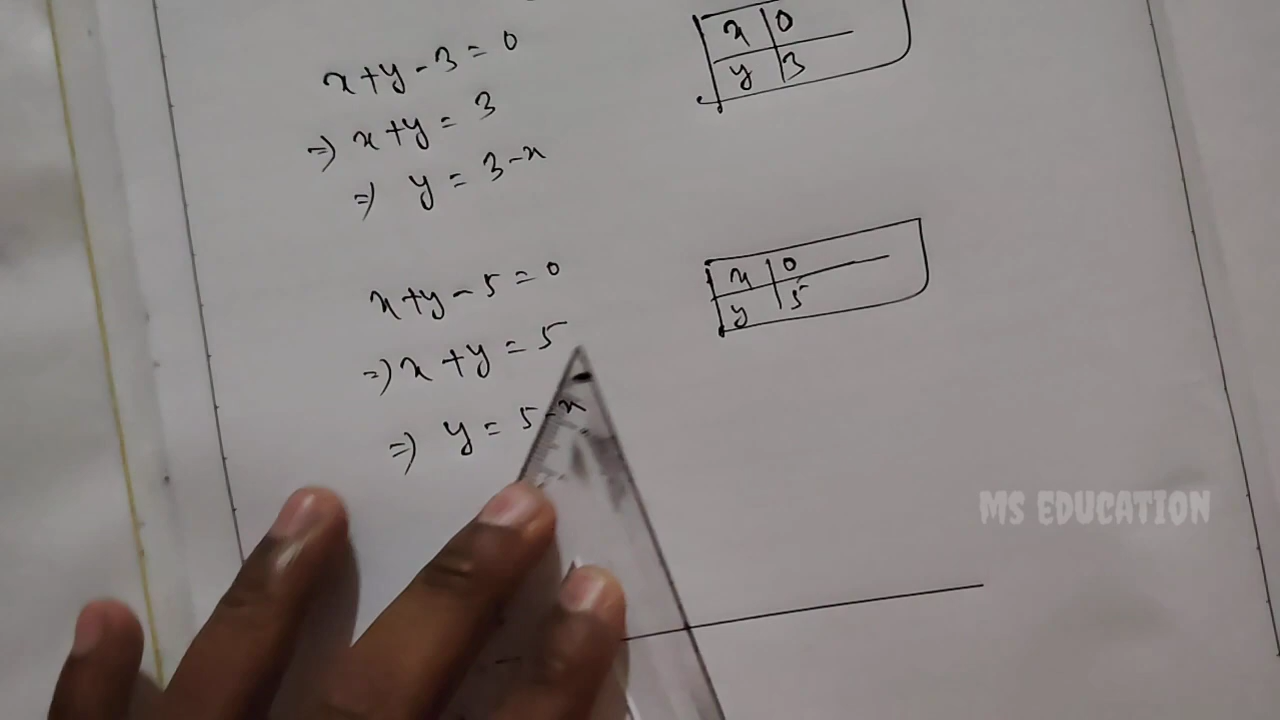 x+y-3=0
=) x+y=3
=) y=3-x
x 0
y 3
x+y-5=0
=) x+y=5
=) y=5-x
x 0
y 5
MS EDUCATION